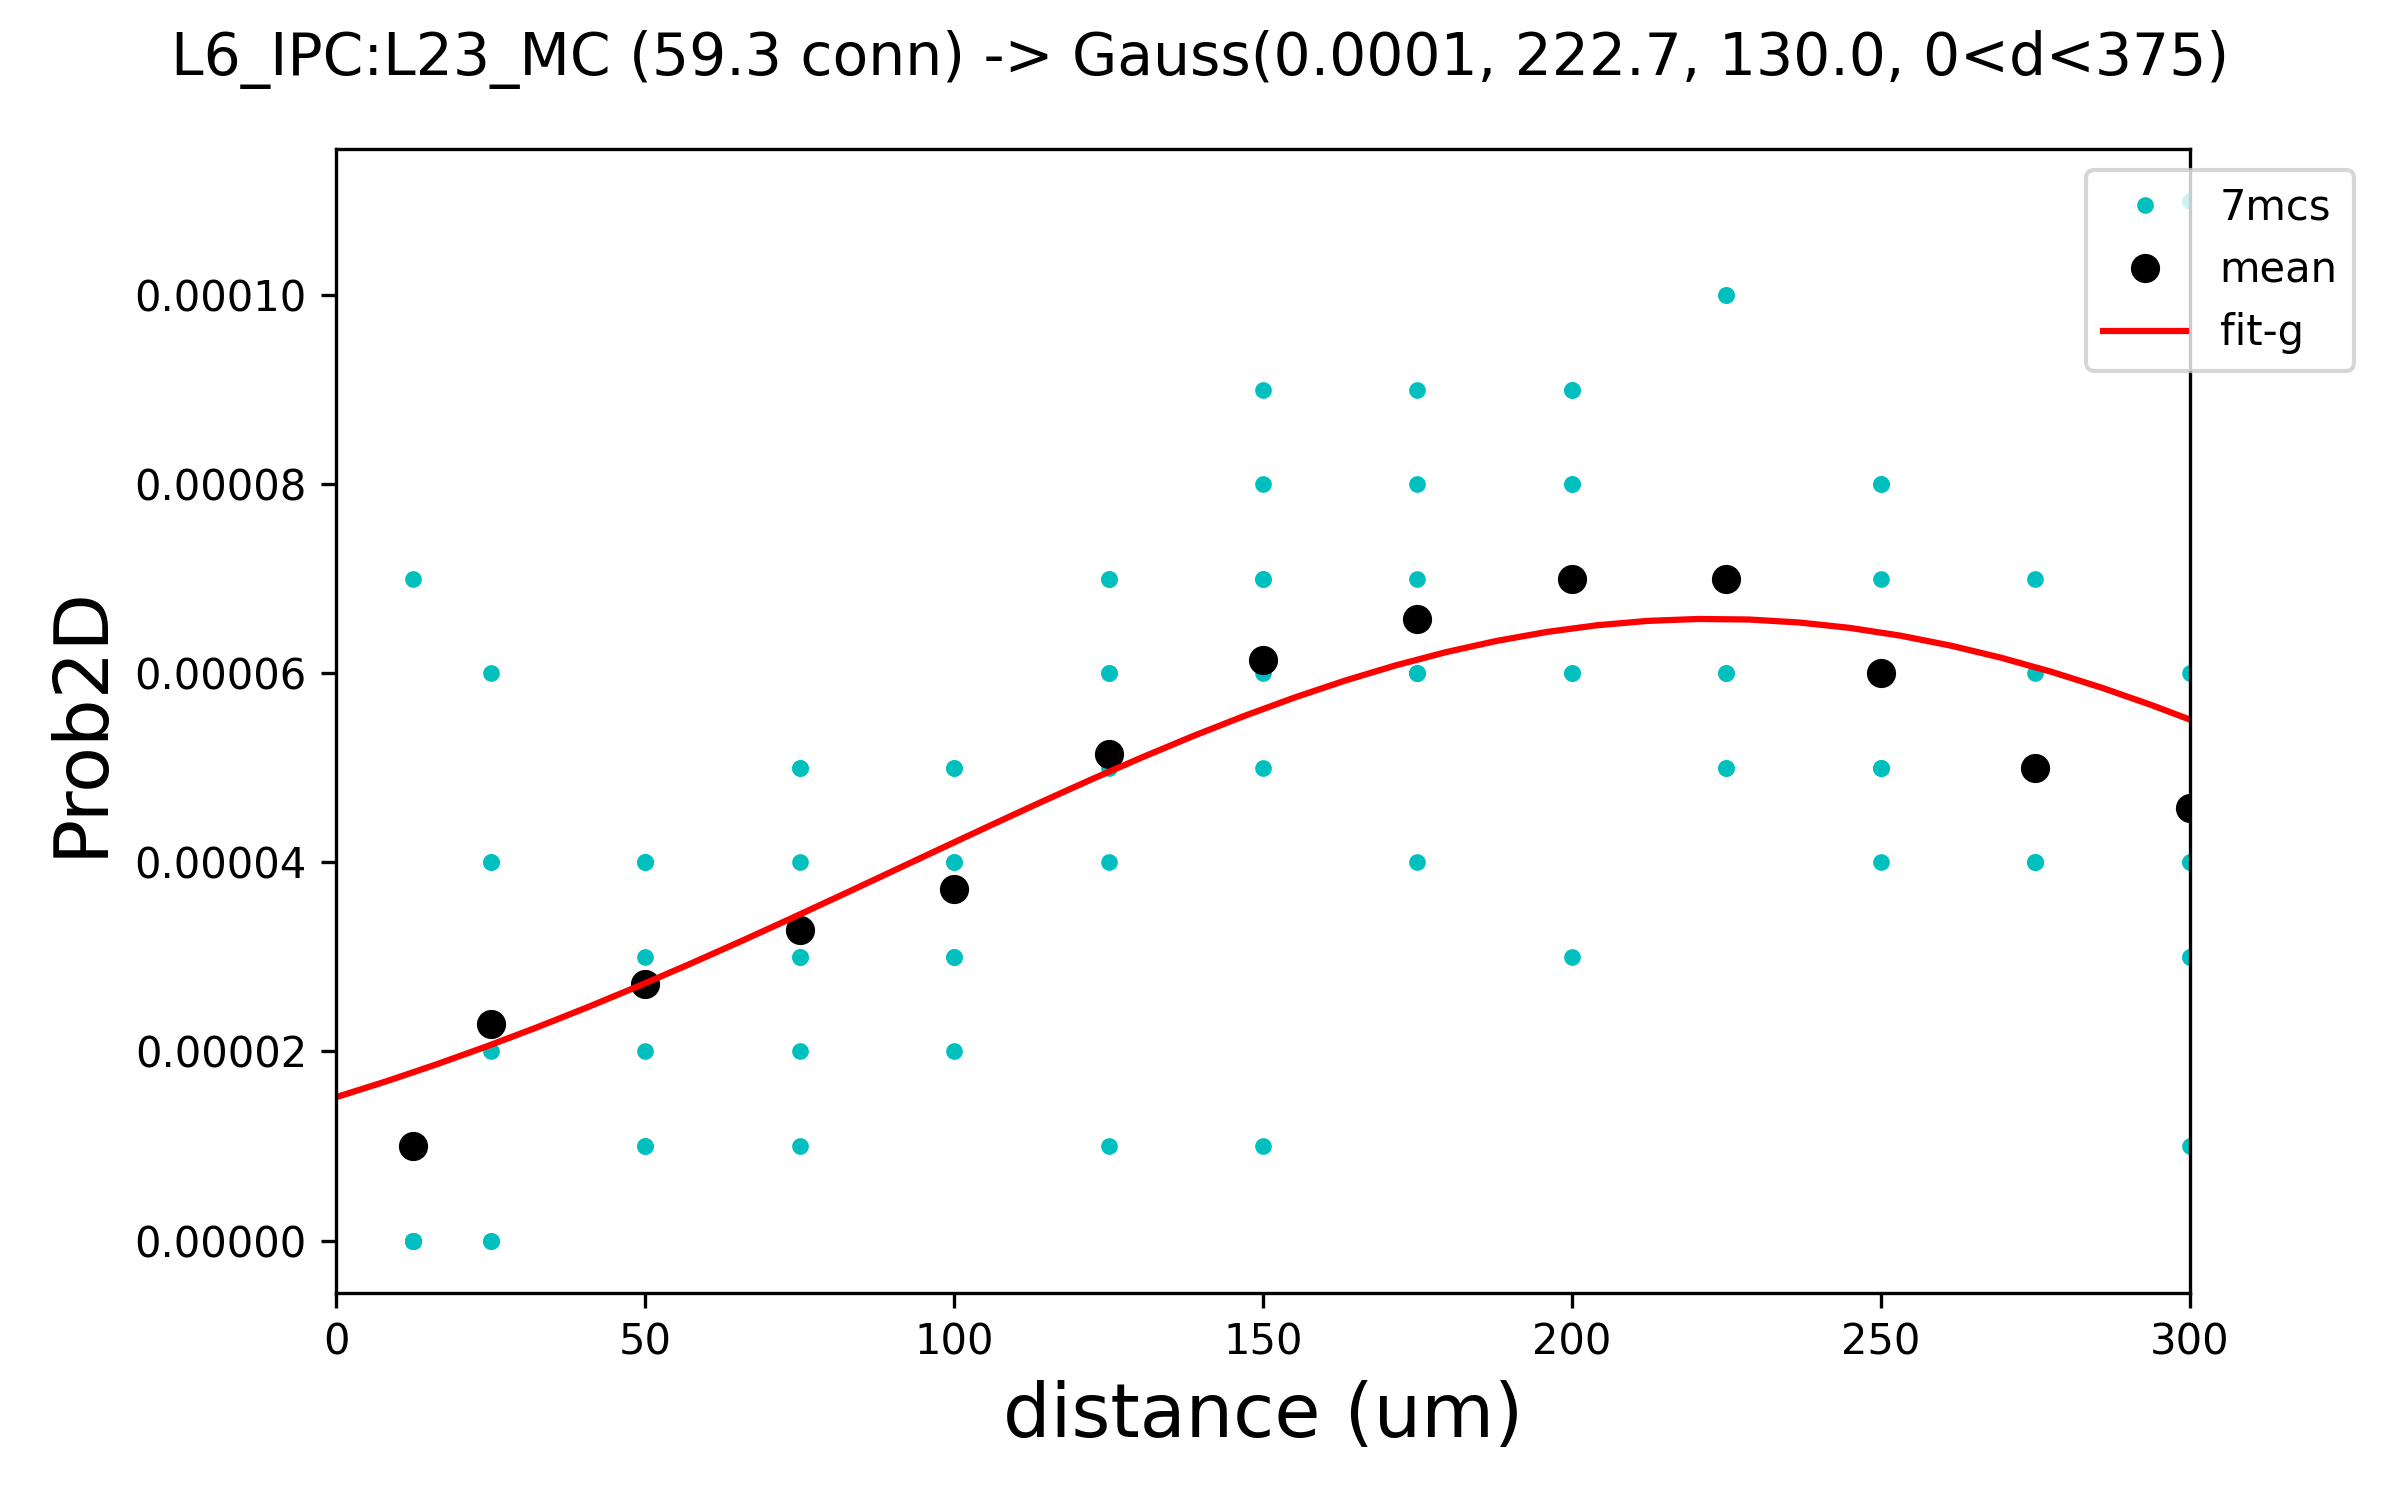 L6_IPC:L23_MC (59.3 conn) -> Gauss(0.0001, 222.7, 130.0, 0<d<375)
7mcs
mean
fit-g
Prob2D
0.00010
0.00008
0.00006
0.00004
0.00002
0.00000
0 50 100 150 200 250 300
distance (um)